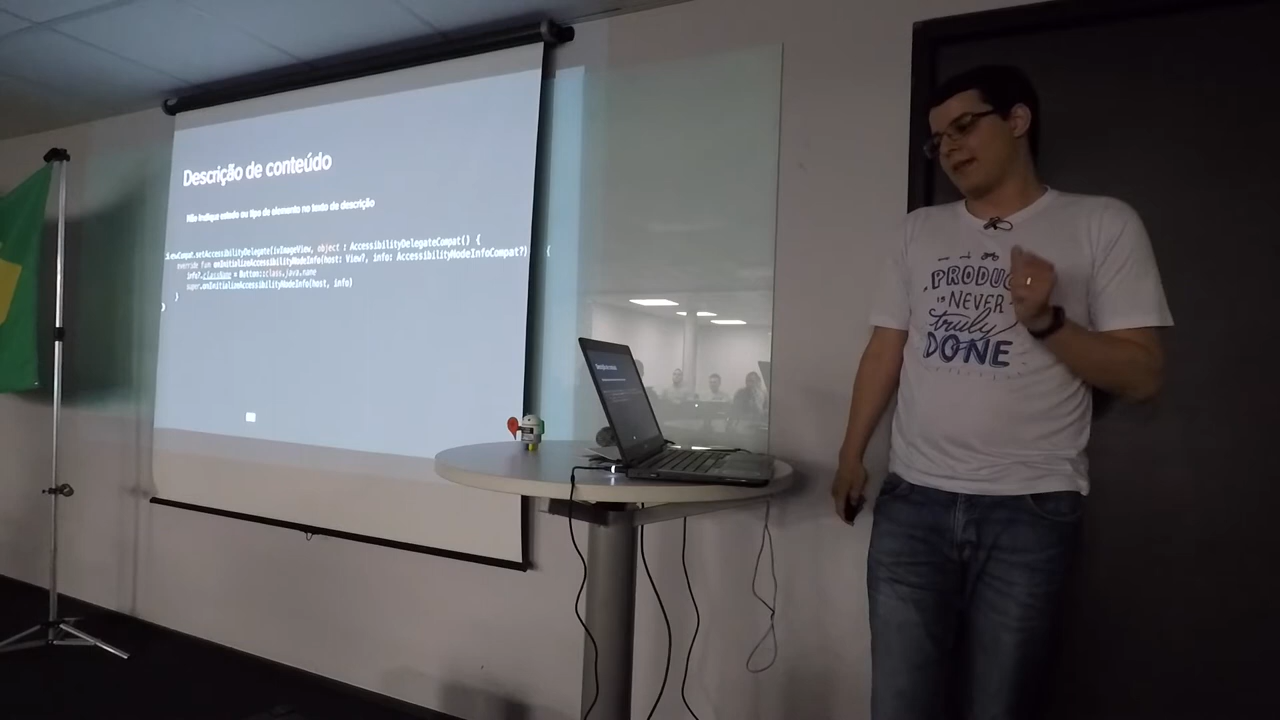 Descrição de conteúdo
Não indique estado ou tipo do elemento no texto de descrição
ViewCompat.setAccessibilityDelegate(ivImageView, object : AccessibilityDelegateCompat() {
override fun onInitializeAccessibilityNodeInfo(host: View?, info: AccessibilityNodeInfoCompat?) {
info?.className = Button::class.java.name
super.onInitializeAccessibilityNodeInfo(host, info)
}
})
PRODUC
IS NEVER
truly
DONE